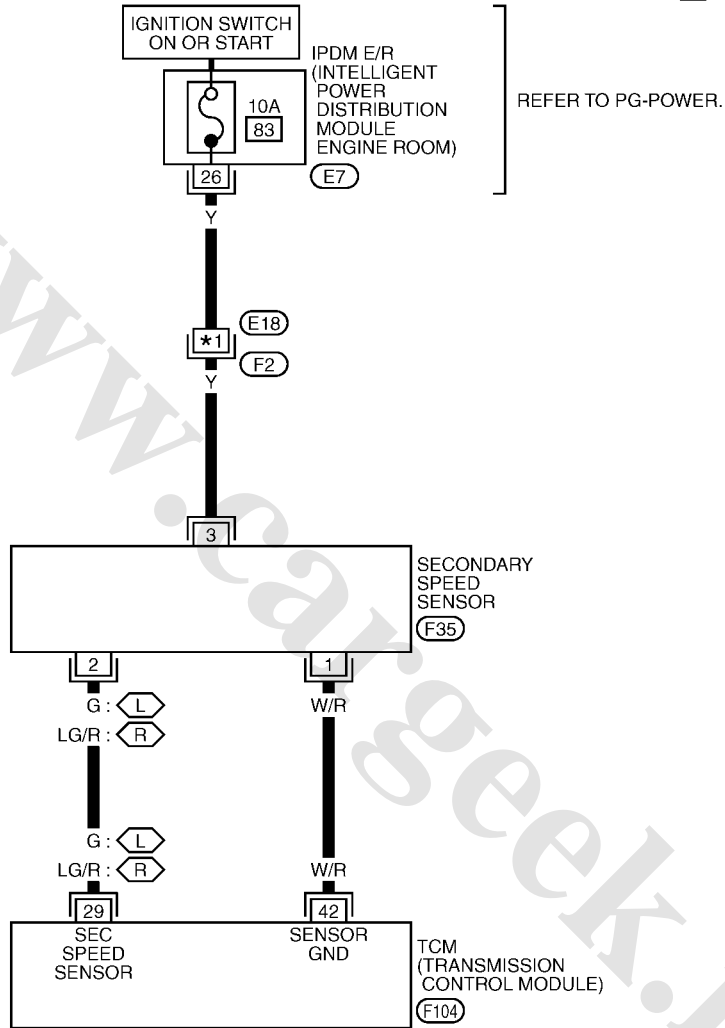 IGNITION SWITCH
ON OR START
IPDM E/R
(INTELLIGENT
POWER
DISTRIBUTION
MODULE
ENGINE ROOM)
REFER TO PG-POWER.
10A
83
26
E7
Y
E18
*1
F2
Y
3
SECONDARY
SPEED
SENSOR
F35
2
1
G : L
W/R
LG/R : R
G : L
LG/R : R
W/R
29
42
SEC
SPEED
SENSOR
SENSOR
GND
TCM
(TRANSMISSION
CONTROL MODULE)
F104
www.cargeek.